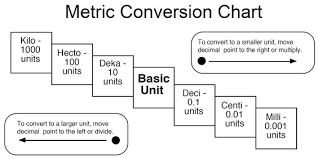 Metric Conversion Chart
Kilo -
1000
units
Hecto -
100
units
Deka -
10
units
Basic
Unit
Deci -
0.1
units
Centi -
0.01
units
Milli -
0.001
units
To convert to a smaller unit, move
decimal point to the right or multiply.
To convert to a larger unit, move
decimal point to the left or divide.